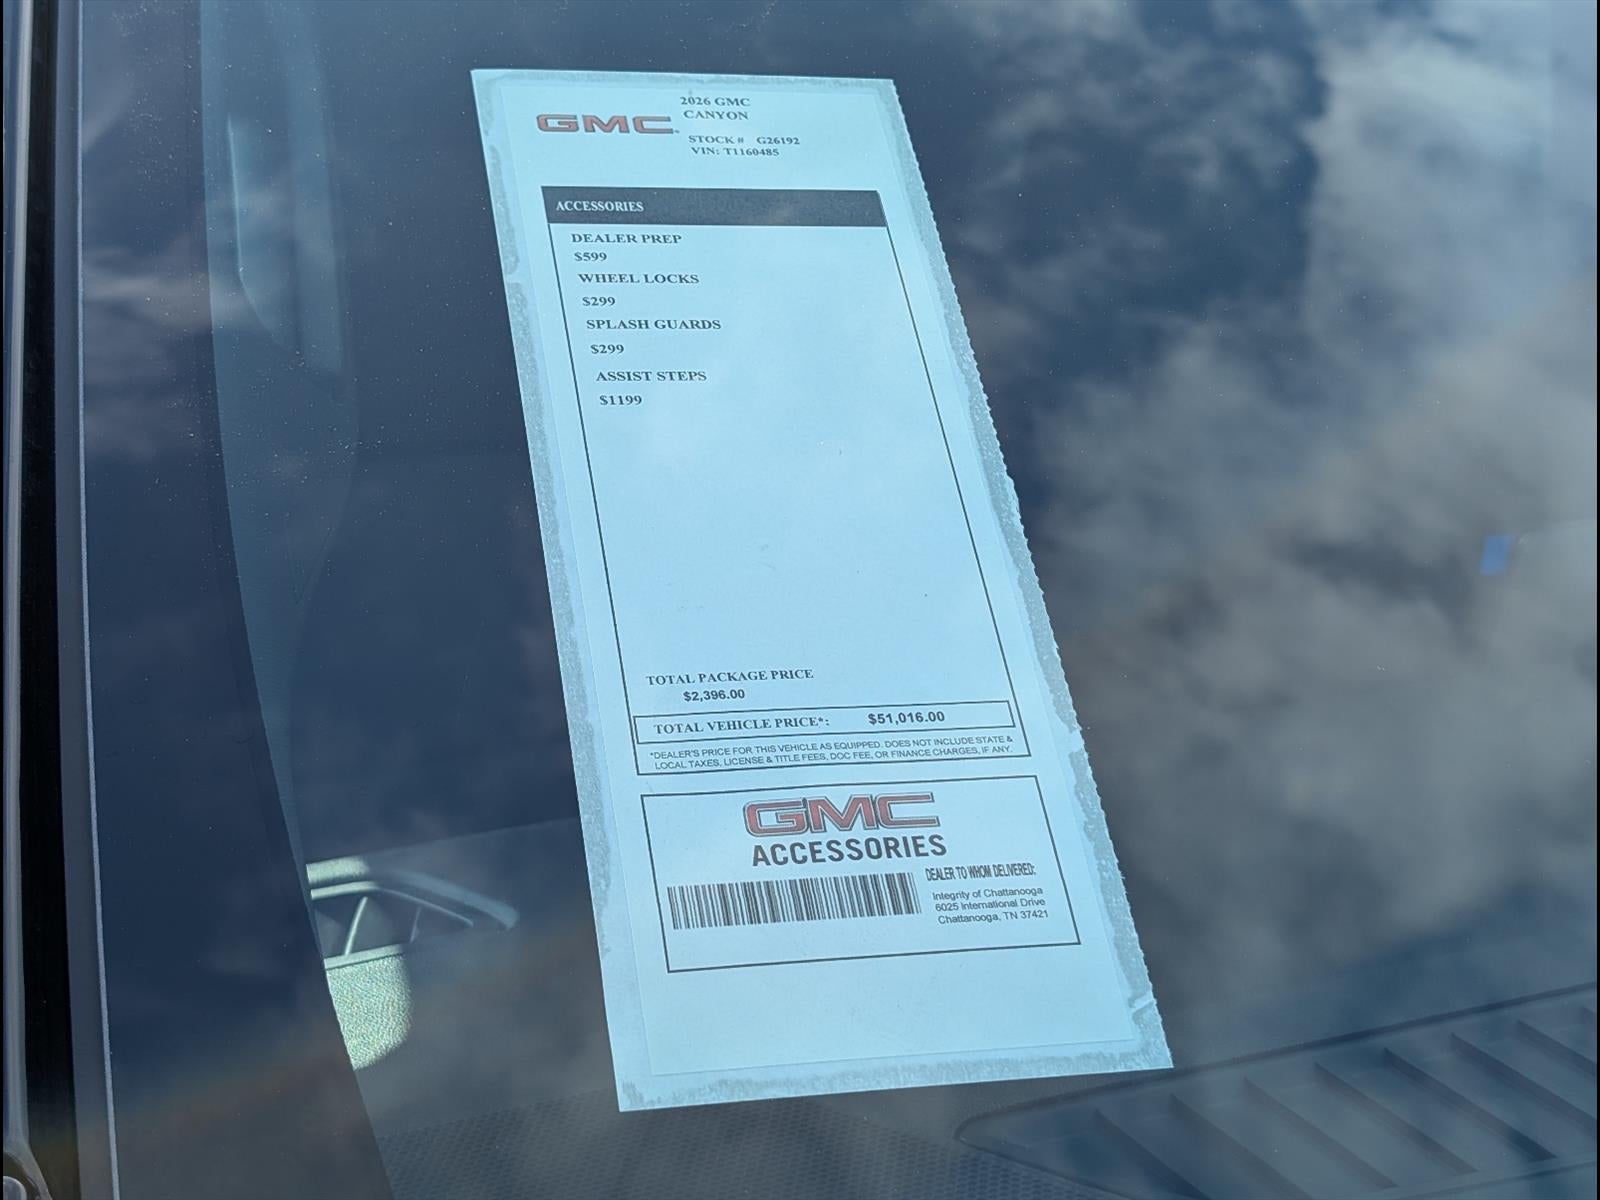 2026 GMC
GMC
CANYON
STOCK # G26192
VIN: T1160485
ACCESSORIES
DEALER PREP
$599
WHEEL LOCKS
$299
SPLASH GUARDS
$299
ASSIST STEPS
$1199
TOTAL PACKAGE PRICE
$2,396.00
TOTAL VEHICLE PRICE*: $51,016.00
*DEALER'S PRICE FOR THIS VEHICLE AS EQUIPPED. DOES NOT INCLUDE STATE &
LOCAL TAXES, LICENSE & TITLE FEES, DOC FEE, OR FINANCE CHARGES, IF ANY.
GMC
ACCESSORIES
DEALER TO WHOM DELIVERED:
Integrity of Chattanooga
6025 International Drive
Chattanooga, TN 37421